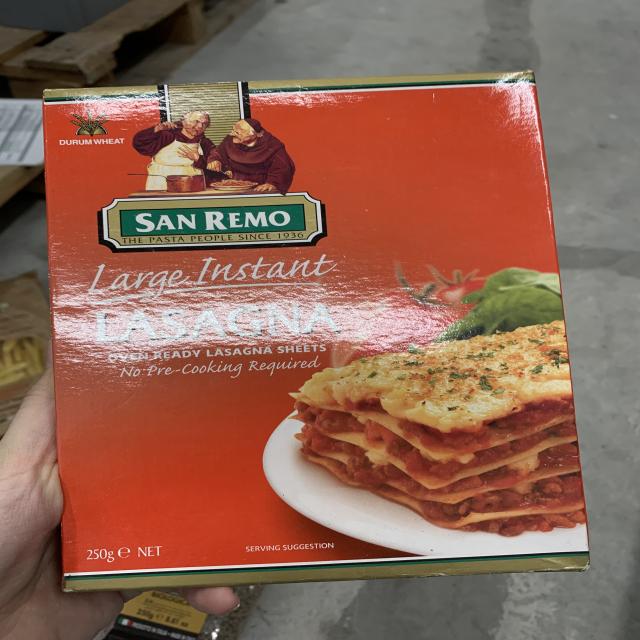 DURUM WHEAT
SAN REMO
THE PASTA PEOPLE SINCE 1936
Large Instant
LASAGNA
OVEN READY LASAGNA SHEETS
No Pre-Cooking Required
250g ℮ NET
SERVING SUGGESTION